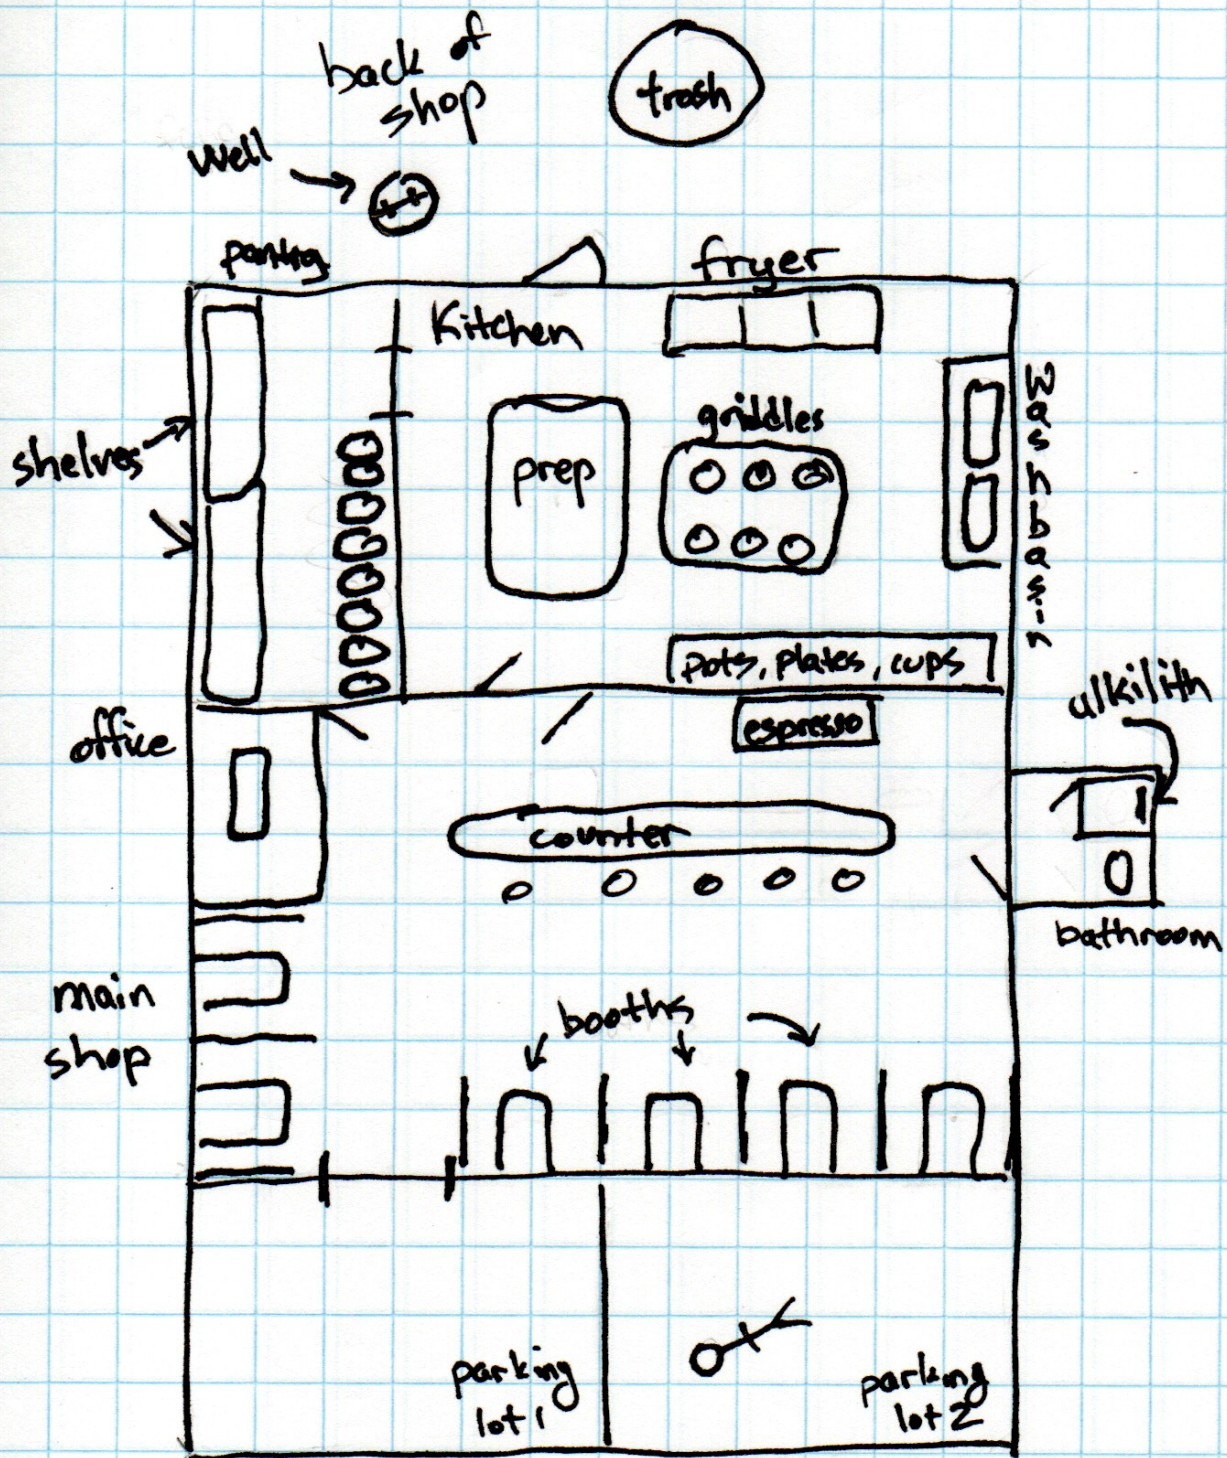 back of
shop
trash
well
pantry
fryer
Kitchen
griddles
prep
shelves
Washbasin
pots, plates, cups
espresso
alkilith
office
counter
bathroom
main
shop
booths
parking
lot 1
parking
lot 2